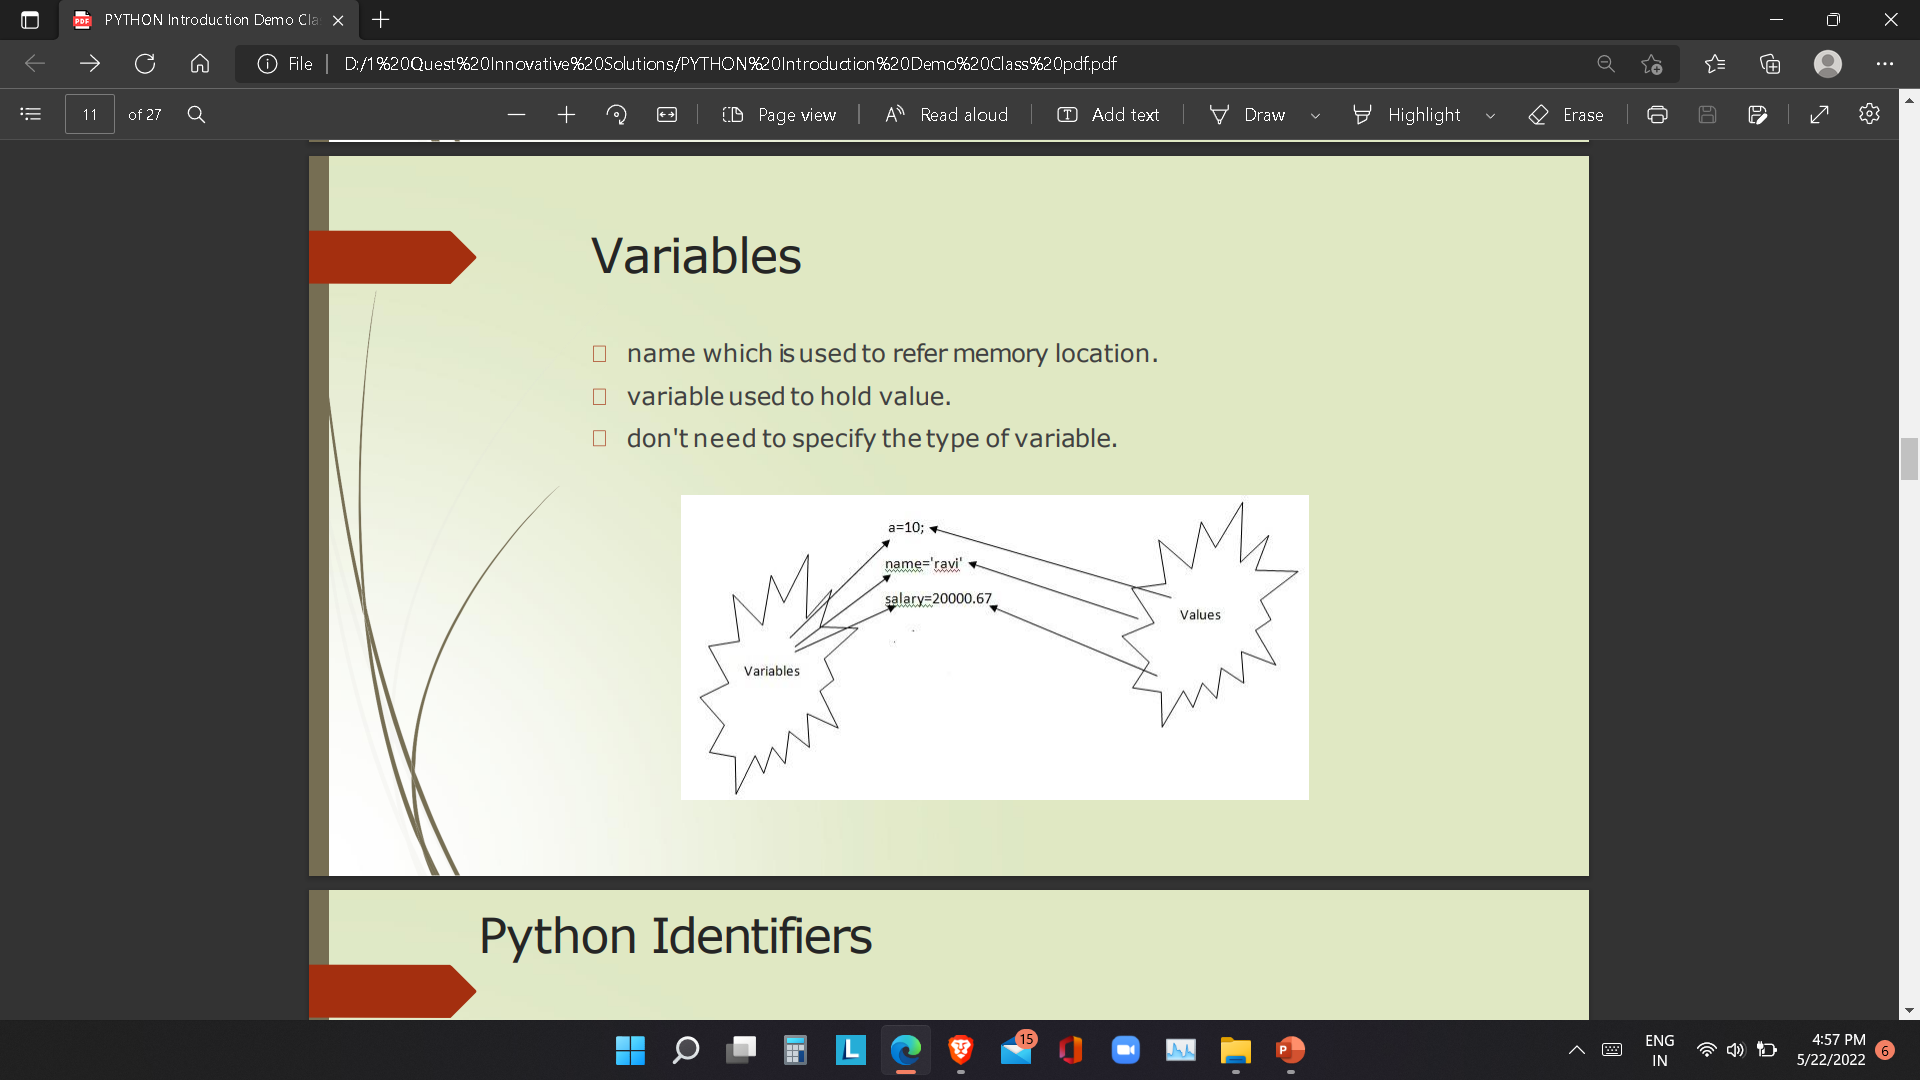 PYTHON Introduction Demo Cla
File
D:/1%20Quest%20Innovative%20Solutions/PYTHON%20Introduction%20Demo%20Class%20pdf.pdf
11 of 27
Page view
Read aloud
Add text
Draw
Highlight
Erase
Variables
name which is used to refer memory location.
variable used to hold value.
don't need to specify the type of variable.
a=10;
name='ravi'
salary=20000.67
Values
Variables
Python Identifiers
15
ENG
IN
4:57 PM
5/22/2022
6